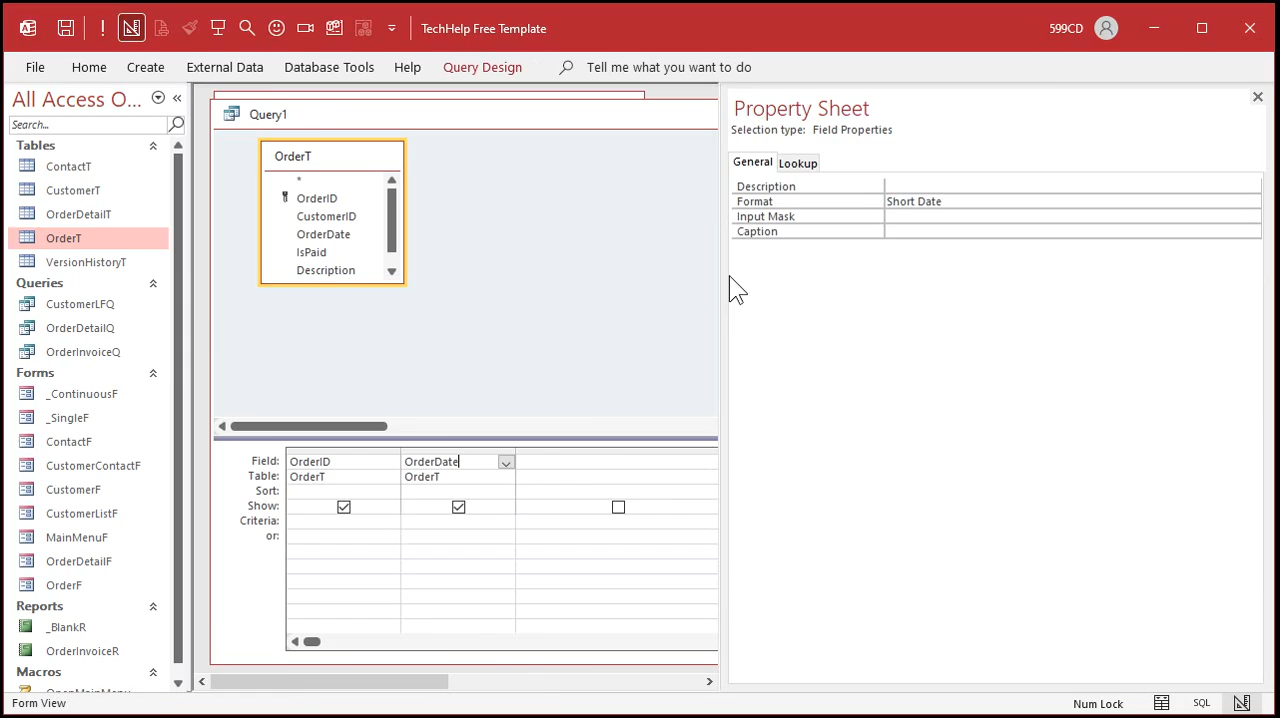 TechHelp Free Template
599CD
File Home Create External Data Database Tools Help Query Design Tell me what you want to do
All Access O...
Search...
Tables
ContactT
CustomerT
OrderDetailT
OrderT
VersionHistoryT
Queries
CustomerLFQ
OrderDetailQ
OrderInvoiceQ
Forms
_ContinuousF
_SingleF
ContactF
CustomerContactF
CustomerF
CustomerListF
MainMenuF
OrderDetailF
OrderF
Reports
_BlankR
OrderInvoiceR
Macros
OpenMainMenu
Query1
OrderT
*
OrderID
CustomerID
OrderDate
IsPaid
Description
Field: OrderID OrderDate
Table: OrderT OrderT
Sort:
Show:
Criteria:
or:
Property Sheet
Selection type: Field Properties
General Lookup
Description
Format Short Date
Input Mask
Caption
Form View
Num Lock
SQL